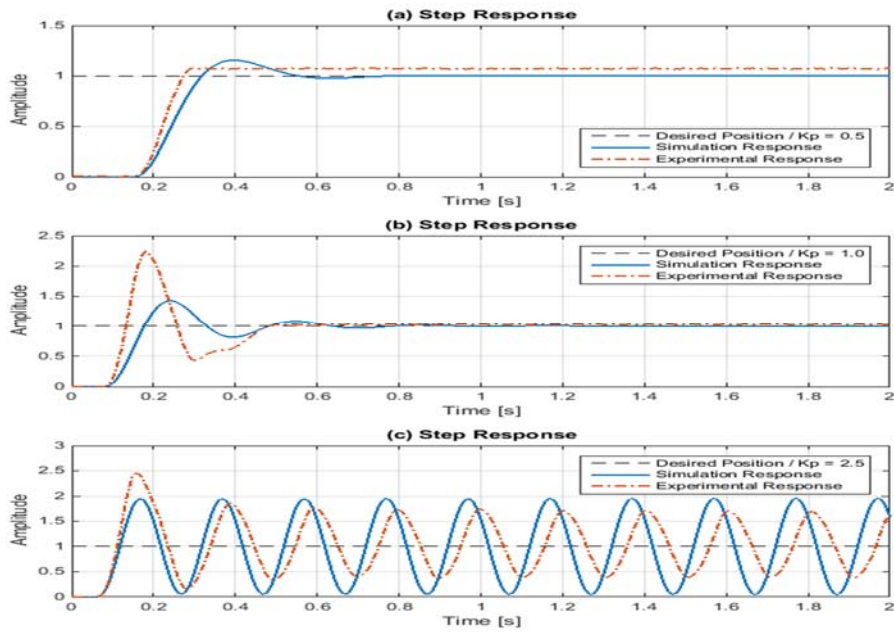 (a) Step Response
1.5
1
0.5
0
Amplitude
Desired Position / Kp = 0.5
Simulation Response
Experimental Response
0 0.2 0.4 0.6 0.8 1 1.2 1.4 1.6 1.8 2
Time [s]
(b) Step Response
2.5
2
1.5
1
0.5
0
Amplitude
Desired Position / Kp = 1.0
Simulation Response
Experimental Response
0 0.2 0.4 0.6 0.8 1 1.2 1.4 1.6 1.8 2
Time [s]
(c) Step Response
3
2.5
2
1.5
1
0.5
0
Amplitude
Desired Position / Kp = 2.5
Simulation Response
Experimental Response
0 0.2 0.4 0.6 0.8 1 1.2 1.4 1.6 1.8 2
Time [s]